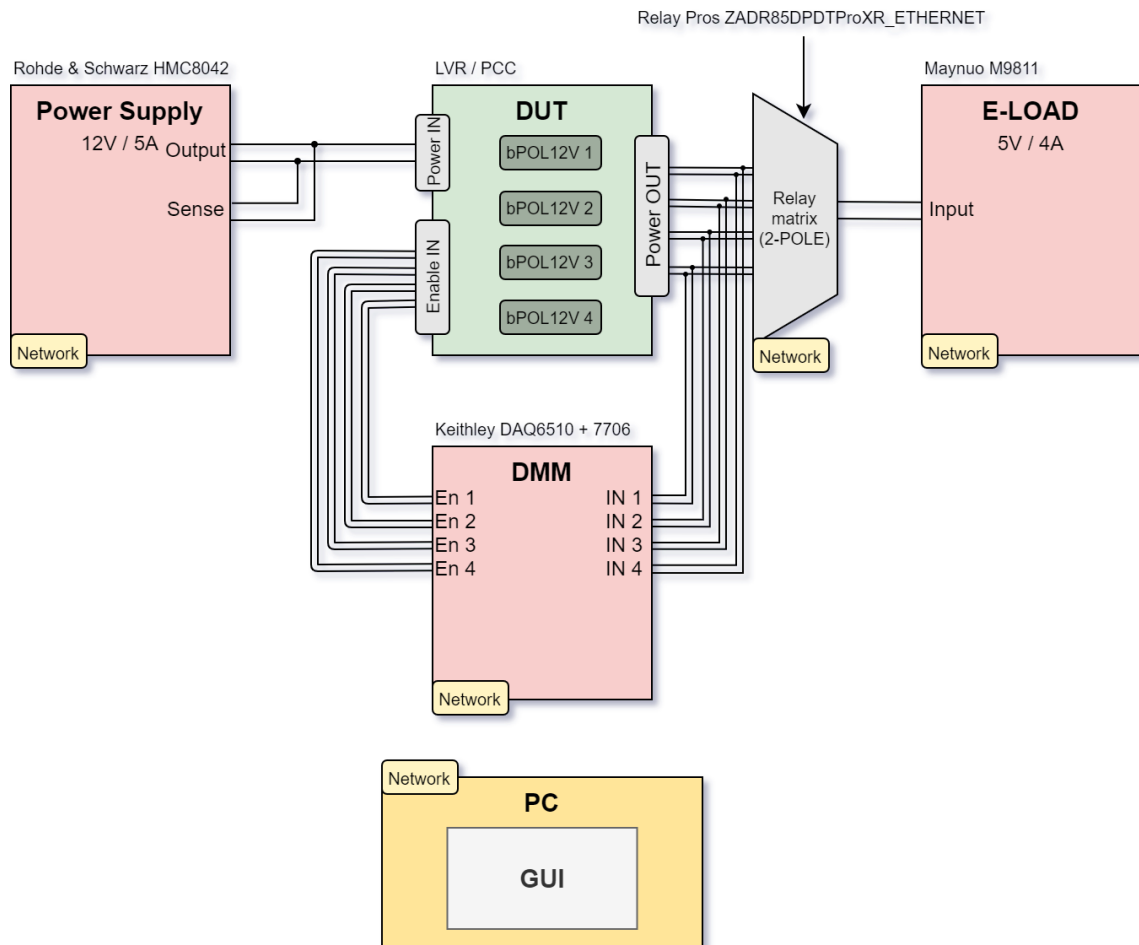 Relay Pros ZADR85DPDTProXR_ETHERNET
Rohde & Schwarz HMC8042
Power Supply
12V / 5A
Output
Sense
Network
LVR / PCC
DUT
Power IN
Enable IN
bPOL12V 1
bPOL12V 2
bPOL12V 3
bPOL12V 4
Power OUT
Relay
matrix
(2-POLE)
Network
Maynuo M9811
E-LOAD
5V / 4A
Input
Network
Keithley DAQ6510 + 7706
DMM
En 1
En 2
En 3
En 4
IN 1
IN 2
IN 3
IN 4
Network
Network
PC
GUI